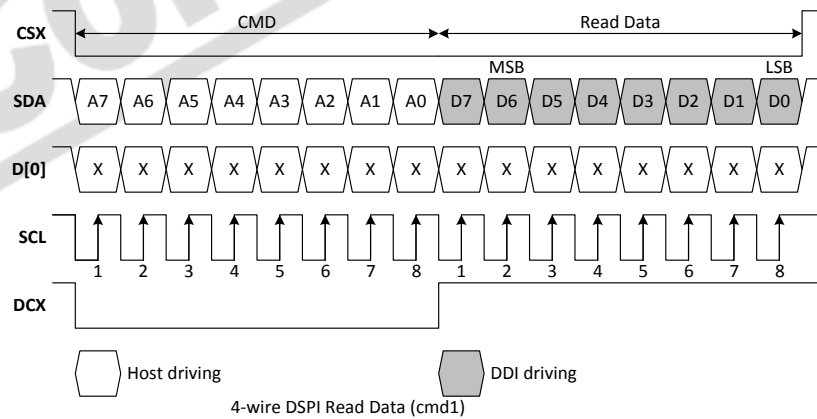 CMD Read Data
CSX
MSB LSB
SDA A7 A6 A5 A4 A3 A2 A1 A0 D7 D6 D5 D4 D3 D2 D1 D0
D[0] X X X X X X X X X X X X X X X X
SCL
1 2 3 4 5 6 7 8 1 2 3 4 5 6 7 8
DCX
Host driving DDI driving
4-wire DSPI Read Data (cmd1)